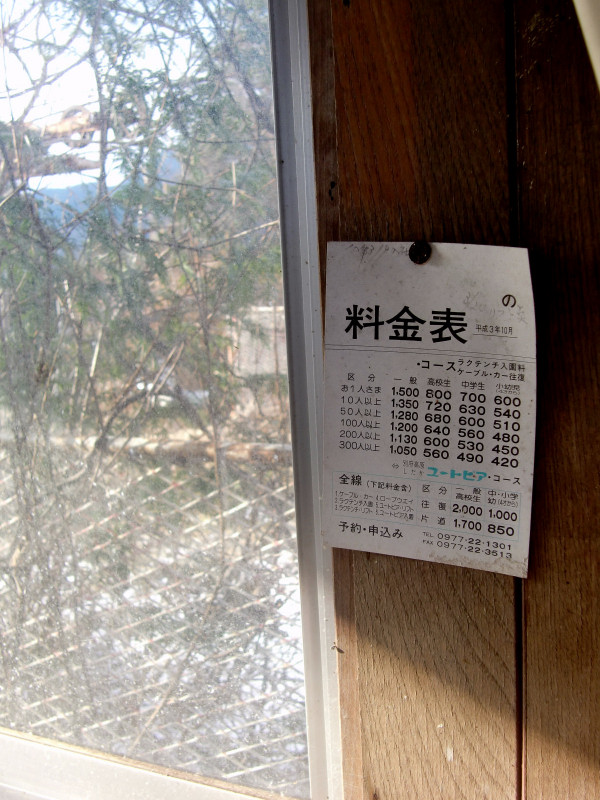 の
料金表 平成3年10月
・コース ラクテンチ入園料
ケーブル・カー往復
区分 一般 高校生 中学生 小幼児
お1人さま 1,500 800 700 600
10人以上 1,350 720 630 540
50人以上 1,280 680 600 510
100人以上 1,200 640 560 480
200人以上 1,130 600 530 450
300人以上 1,050 560 490 420
ユートピア・コース
全線 (下記料金含) 区分 一般 高校生 中・小学
往復 2,000 1,000
片道 1,700 850
予約・申込み TEL 0977-22-1301
FAX 0977-22-3513